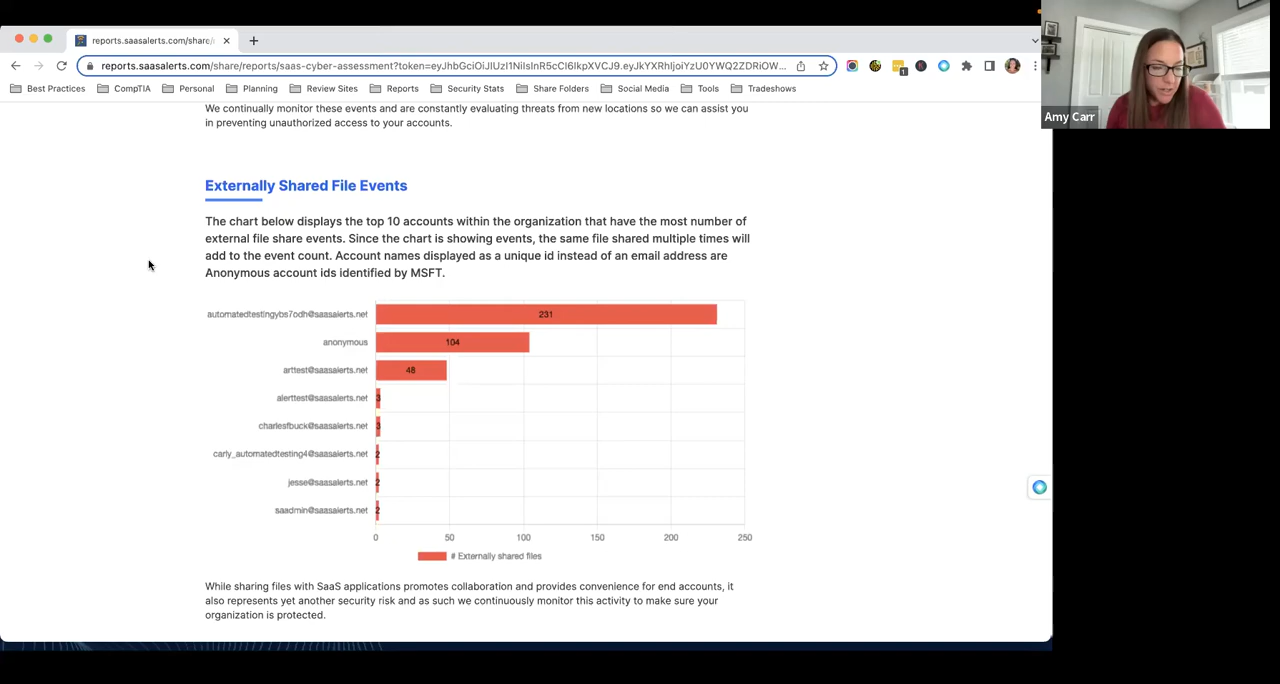 reports.saasalerts.com/share/r
reports.saasalerts.com/share/reports/saas-cyber-assessment?token=eyJhbGciOiJIUzI1NiIsInR5cCI6IkpXVCJ9.eyJkYXRhIjoiYzU0YWQ2ZDRiOW...
Best Practices
CompTIA
Personal
Planning
Review Sites
Reports
Security Stats
Share Folders
Social Media
Tools
Tradeshows
Amy Carr
We continually monitor these events and are constantly evaluating threats from new locations so we can assist you
in preventing unauthorized access to your accounts.
Externally Shared File Events
The chart below displays the top 10 accounts within the organization that have the most number of
external file share events. Since the chart is showing events, the same file shared multiple times will
add to the event count. Account names displayed as a unique id instead of an email address are
Anonymous account ids identified by MSFT.
automatedtestingybs7odh@saasalerts.net 231
anonymous 104
arttest@saasalerts.net 48
alerttest@saasalerts.net 3
charlesfbuck@saasalerts.net 3
carly_automatedtesting4@saasalerts.net 2
jesse@saasalerts.net 2
saadmin@saasalerts.net 2
0 50 100 150 200 250
# Externally shared files
While sharing files with SaaS applications promotes collaboration and provides convenience for end accounts, it
also represents yet another security risk and as such we continuously monitor this activity to make sure your
organization is protected.